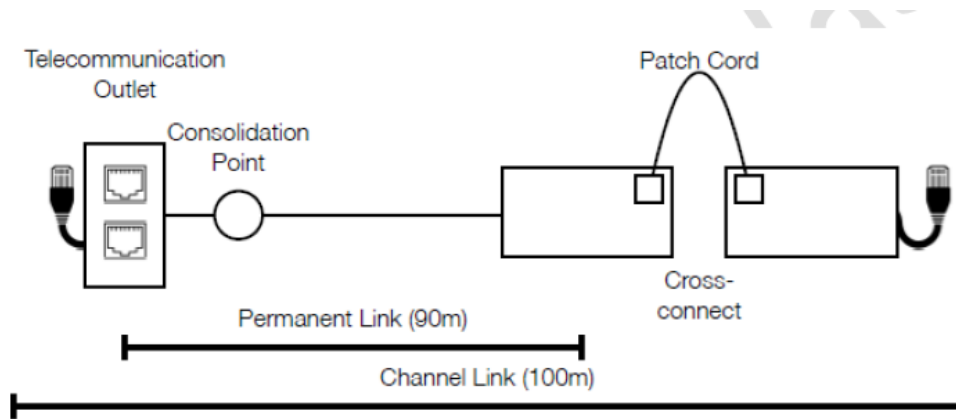 Telecommunication
Outlet
Patch Cord
Consolidation
Point
Cross-
connect
Permanent Link (90m)
Channel Link (100m)